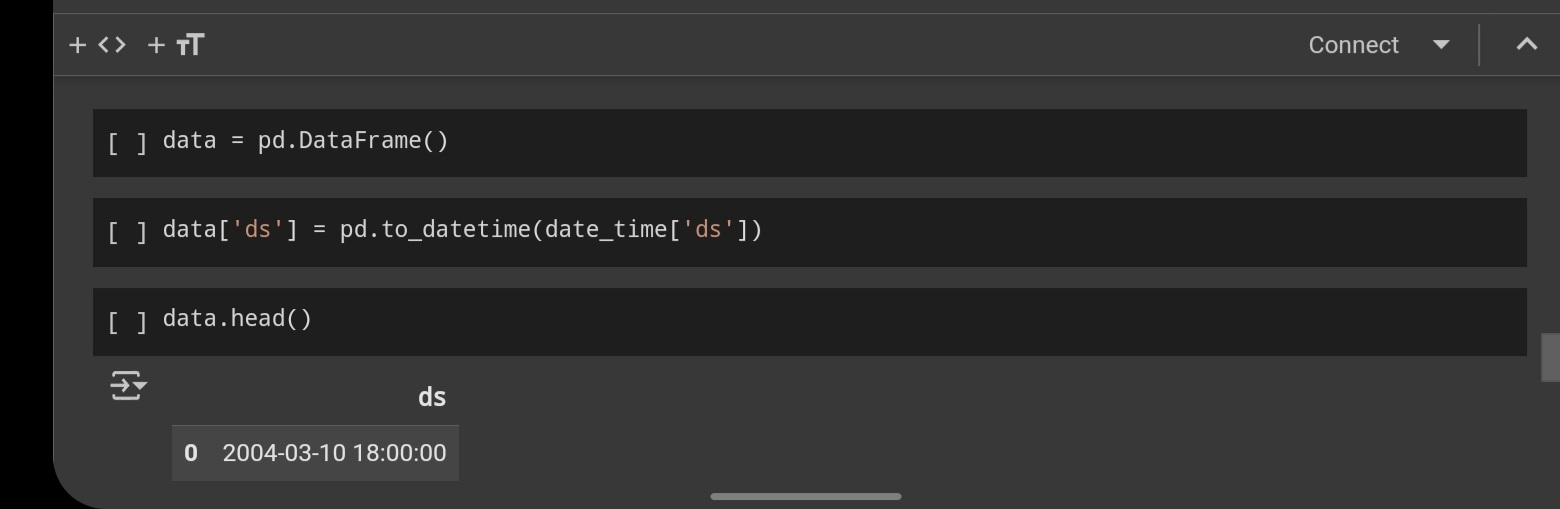 + <> + тT Connect
[ ] data = pd.DataFrame()
[ ] data['ds'] = pd.to_datetime(date_time['ds'])
[ ] data.head()
ds
0 2004-03-10 18:00:00